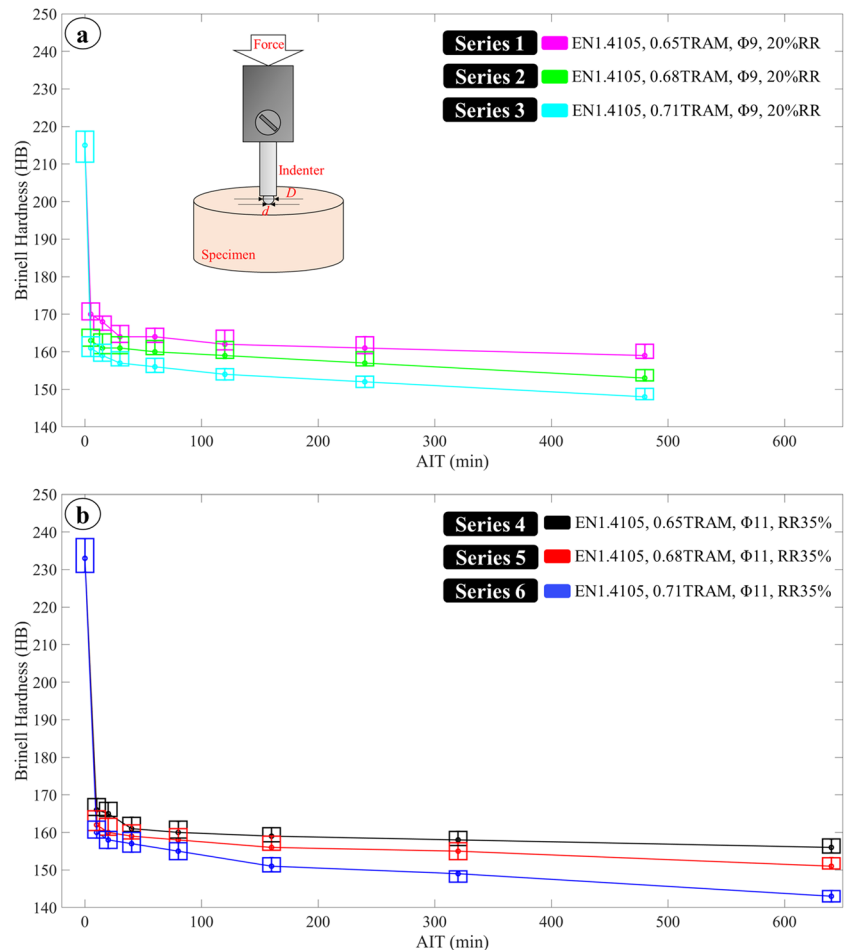 a
Force
Indenter
D
d
Specimen
Series 1 EN1.4105, 0.65TRAM, Φ9, 20%RR
Series 2 EN1.4105, 0.68TRAM, Φ9, 20%RR
Series 3 EN1.4105, 0.71TRAM, Φ9, 20%RR
Brinell Hardness (HB)
250
240
230
220
210
200
190
180
170
160
150
140
0 100 200 300 400 500 600
AIT (min)
b
Series 4 EN1.4105, 0.65TRAM, Φ11, RR35%
Series 5 EN1.4105, 0.68TRAM, Φ11, RR35%
Series 6 EN1.4105, 0.71TRAM, Φ11, RR35%
Brinell Hardness (HB)
250
240
230
220
210
200
190
180
170
160
150
140
0 100 200 300 400 500 600
AIT (min)